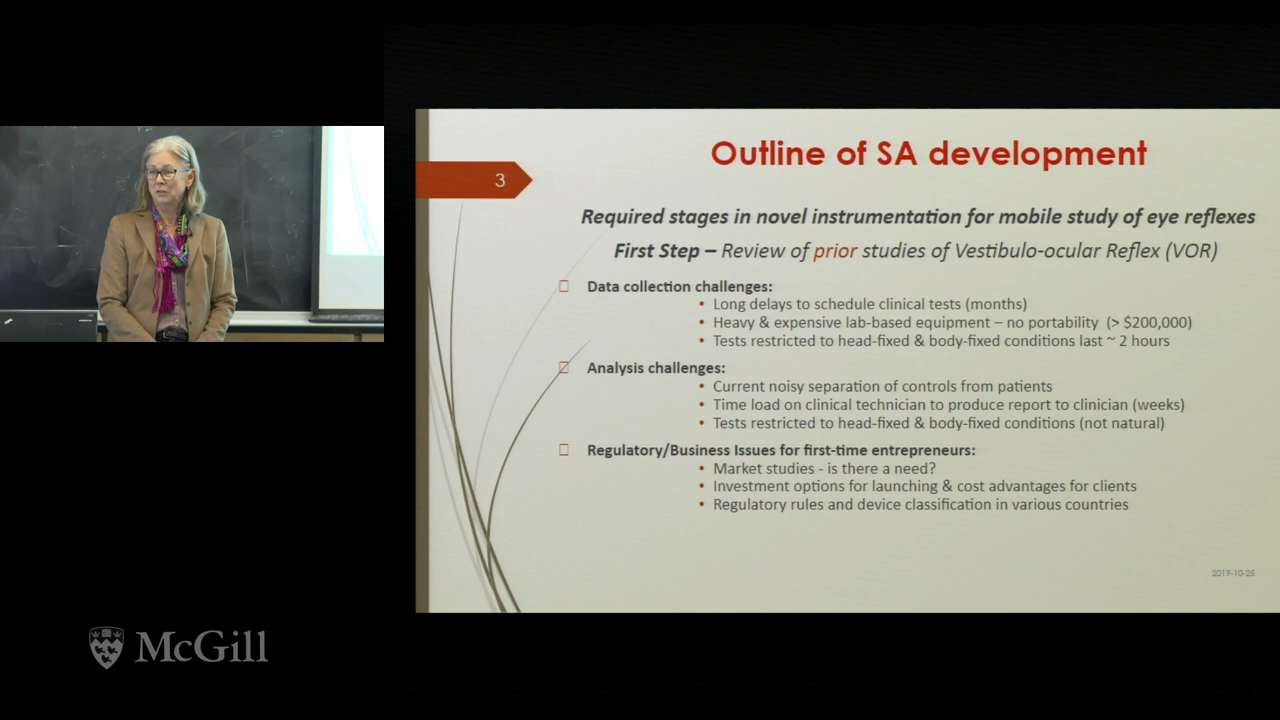 Outline of SA development
3
Required stages in novel instrumentation for mobile study of eye reflexes
First Step – Review of prior studies of Vestibulo-ocular Reflex (VOR)
Data collection challenges:
• Long delays to schedule clinical tests (months)
• Heavy & expensive lab-based equipment – no portability (> $200,000)
• Tests restricted to head-fixed & body-fixed conditions last ~ 2 hours
Analysis challenges:
• Current noisy separation of controls from patients
• Time load on clinical technician to produce report to clinician (weeks)
• Tests restricted to head-fixed & body-fixed conditions (not natural)
Regulatory/Business Issues for first-time entrepreneurs:
• Market studies - is there a need?
• Investment options for launching & cost advantages for clients
• Regulatory rules and device classification in various countries
2019-10-25
McGill